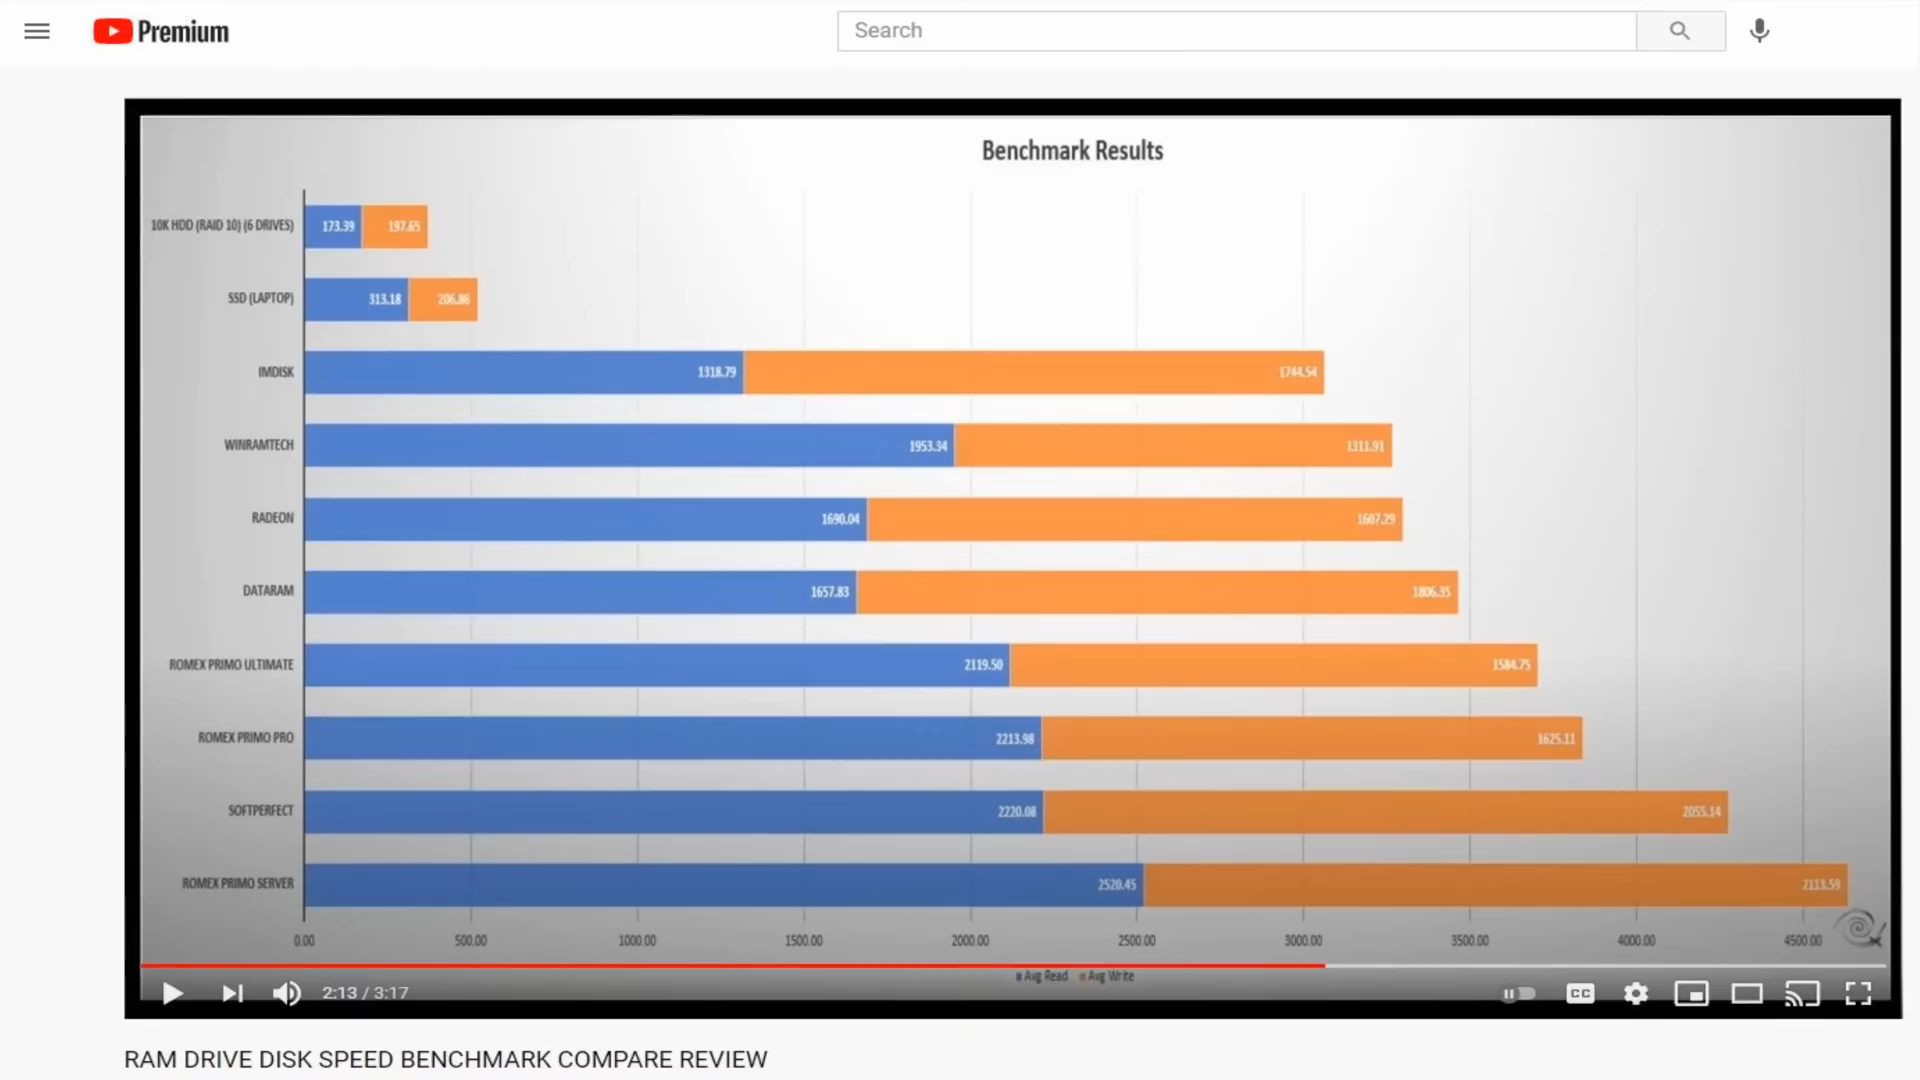 Premium
Search
Benchmark Results
10K HDD (RAID 10) (6 DRIVES) 173.39 197.65
SSD (LAPTOP) 313.18 206.86
IMDISK 1318.79 1744.54
WINRAMTECH 1953.34 1311.91
RADEON 1690.04 1607.29
DATARAM 1657.83 1806.35
ROMEX PRIMO ULTIMATE 2119.50 1584.75
ROMEX PRIMO PRO 2213.98 1625.11
SOFTPERFECT 2220.08 2055.14
ROMEX PRIMO SERVER 2520.45 2113.59
0.00 500.00 1000.00 1500.00 2000.00 2500.00 3000.00 3500.00 4000.00 4500.00
Avg Read Avg Write
2:13 / 3:17 CC
RAM DRIVE DISK SPEED BENCHMARK COMPARE REVIEW